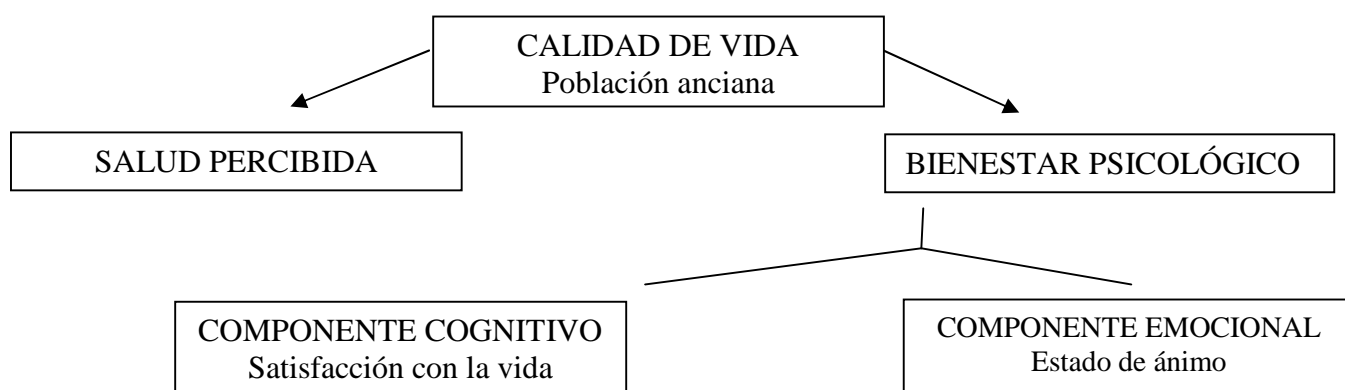 CALIDAD DE VIDA
Población anciana
SALUD PERCIBIDA
BIENESTAR PSICOLÓGICO
COMPONENTE COGNITIVO
Satisfacción con la vida
COMPONENTE EMOCIONAL
Estado de ánimo